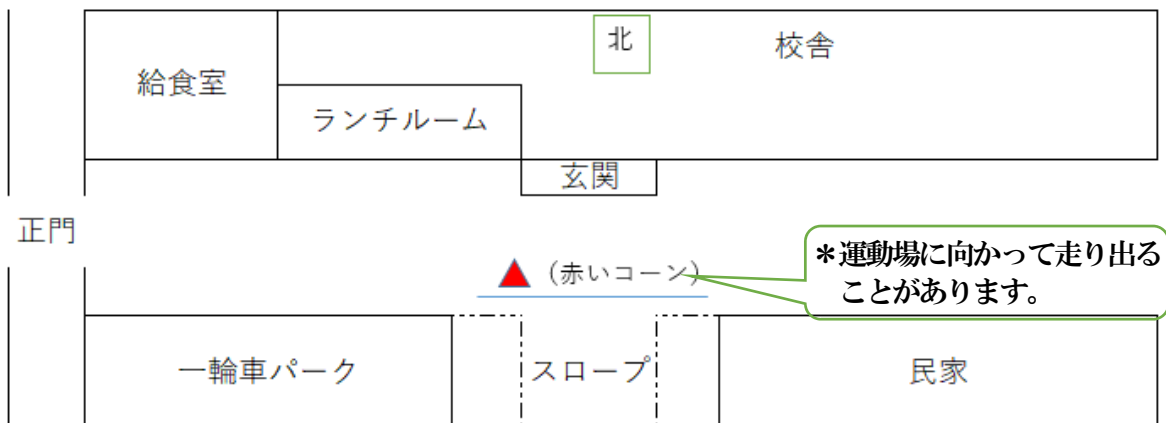 北
校舎
給食室
ランチルーム
玄関
正門
＊運動場に向かって走り出る
ことがあります。
(赤いコーン)
一輪車パーク
スロープ
民家